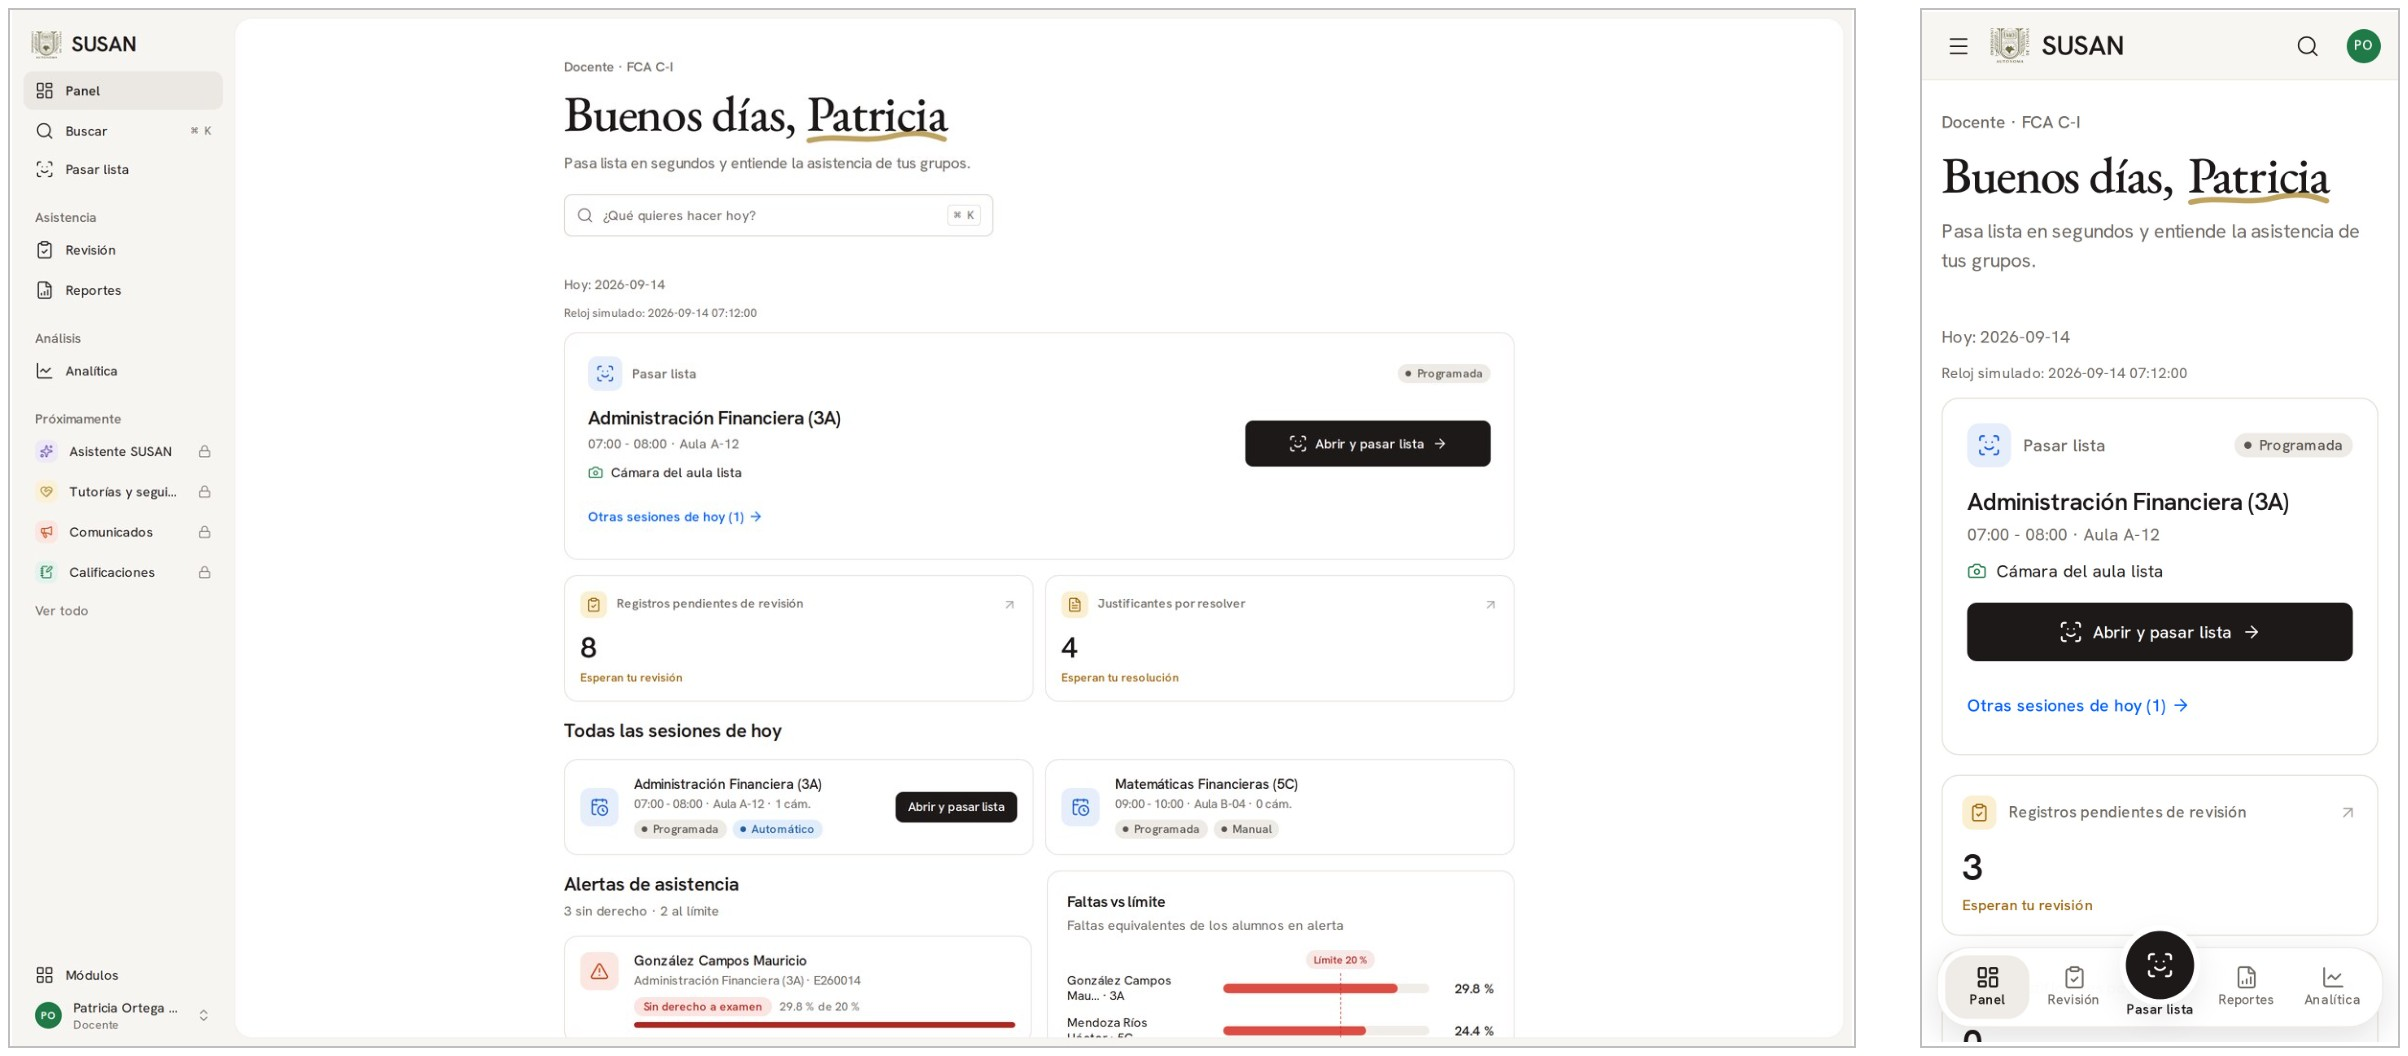 SUSAN
Panel
Buscar ⌘ K
Pasar lista
Asistencia
Revisión
Reportes
Análisis
Analítica
Próximamente
Asistente SUSAN
Tutorías y segui...
Comunicados
Calificaciones
Ver todo
Módulos
PO
Patricia Ortega ...
Docente
Docente · FCA C-I
Buenos días, Patricia
Pasa lista en segundos y entiende la asistencia de tus grupos.
¿Qué quieres hacer hoy? ⌘ K
Hoy: 2026-09-14
Reloj simulado: 2026-09-14 07:12:00
Pasar lista
Programada
Administración Financiera (3A)
07:00 - 08:00 · Aula A-12
Cámara del aula lista
Abrir y pasar lista →
Otras sesiones de hoy (1) →
Registros pendientes de revisión
8
Esperan tu revisión
Justificantes por resolver
4
Esperan tu resolución
Todas las sesiones de hoy
Administración Financiera (3A)
07:00 - 08:00 · Aula A-12 · 1 cám.
Programada
Automático
Abrir y pasar lista
Matemáticas Financieras (5C)
09:00 - 10:00 · Aula B-04 · 0 cám.
Programada
Manual
Alertas de asistencia
3 sin derecho · 2 al límite
González Campos Mauricio
Administración Financiera (3A) · E260014
Sin derecho a examen 29.8 % de 20 %
Faltas vs límite
Faltas equivalentes de los alumnos en alerta
Límite 20 %
González Campos
Mau... · 3A
29.8 %
Mendoza Ríos
24.4 %
SUSAN
PO
Docente · FCA C-I
Buenos días, Patricia
Pasa lista en segundos y entiende la asistencia de
tus grupos.
Hoy: 2026-09-14
Reloj simulado: 2026-09-14 07:12:00
Pasar lista
Programada
Administración Financiera (3A)
07:00 - 08:00 · Aula A-12
Cámara del aula lista
Abrir y pasar lista →
Otras sesiones de hoy (1) →
Registros pendientes de revisión
3
Esperan tu revisión
Panel
Revisión
Pasar lista
Reportes
Analítica